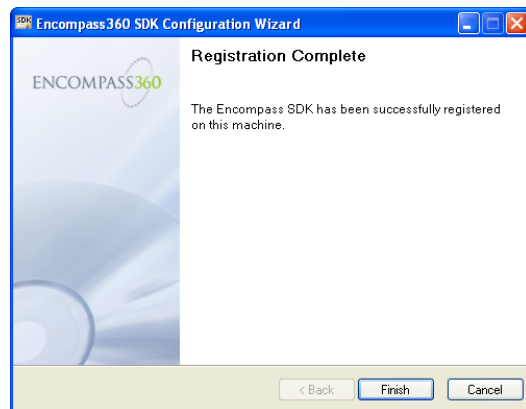 SDK Encompass360 SDK Configuration Wizard
Registration Complete
ENCOMPASS360
The Encompass SDK has been successfully registered
on this machine.
< Back Finish Cancel